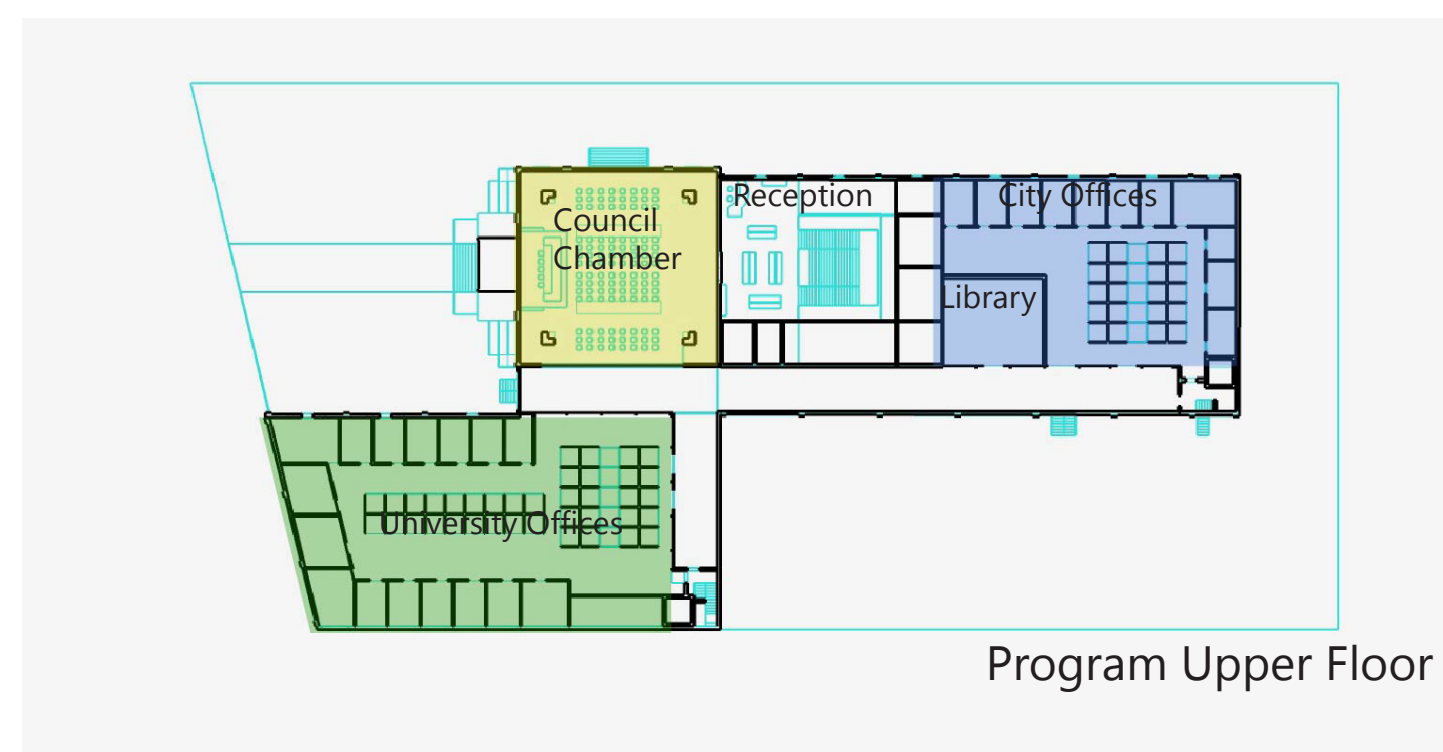 Reception
City Offices
Council
Chamber
Library
University Offices
Program Upper Floor